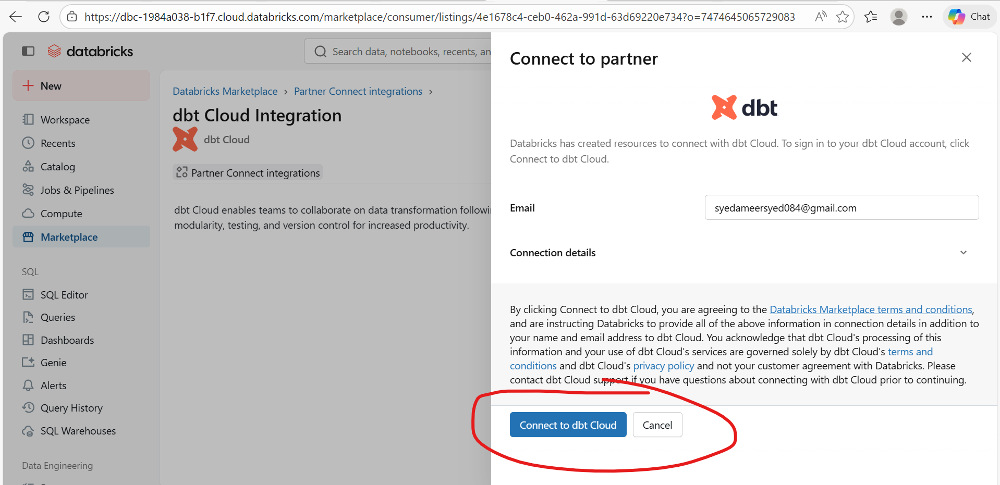 https://dbc-1984a038-b1f7.cloud.databricks.com/marketplace/consumer/listings/4e1678c4-ceb0-462a-991d-63d69220e734?o=7474645065729083
Chat
databricks
Search data, notebooks, recents, an
New
Workspace
Recents
Catalog
Jobs & Pipelines
Compute
Marketplace
SQL
SQL Editor
Queries
Dashboards
Genie
Alerts
Query History
SQL Warehouses
Data Engineering
Databricks Marketplace › Partner Connect integrations ›
dbt Cloud Integration
dbt Cloud
Partner Connect integrations
dbt Cloud enables teams to collaborate on data transformation followi
modularity, testing, and version control for increased productivity.
Connect to partner
dbt
Databricks has created resources to connect with dbt Cloud. To sign in to your dbt Cloud account, click
Connect to dbt Cloud.
Email
syedameersyed084@gmail.com
Connection details
By clicking Connect to dbt Cloud, you are agreeing to the Databricks Marketplace terms and conditions,
and are instructing Databricks to provide all of the above information in connection details in addition to
your name and email address to dbt Cloud. You acknowledge that dbt Cloud's processing of this
information and your use of dbt Cloud's services are governed solely by dbt Cloud's terms and
conditions and dbt Cloud's privacy policy and not your customer agreement with Databricks. Please
contact dbt Cloud support if you have questions about connecting with dbt Cloud prior to continuing.
Connect to dbt Cloud
Cancel